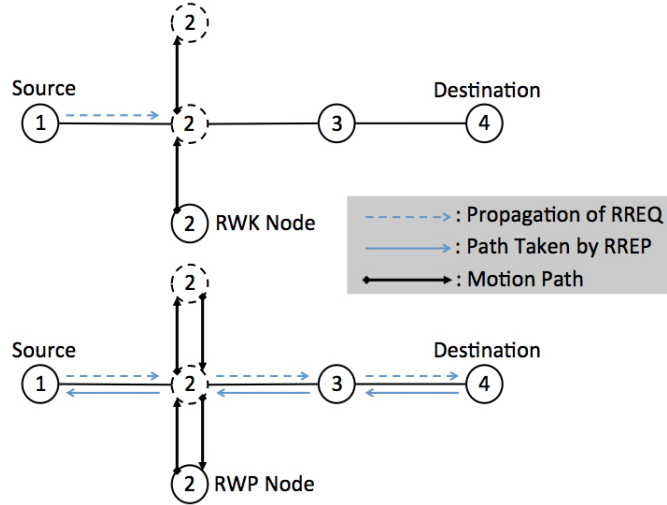 2
Source
Destination
1
2
3
4
2
RWK Node
: Propagation of RREQ
: Path Taken by RREP
: Motion Path
2
Source
Destination
1
2
3
4
2
RWP Node